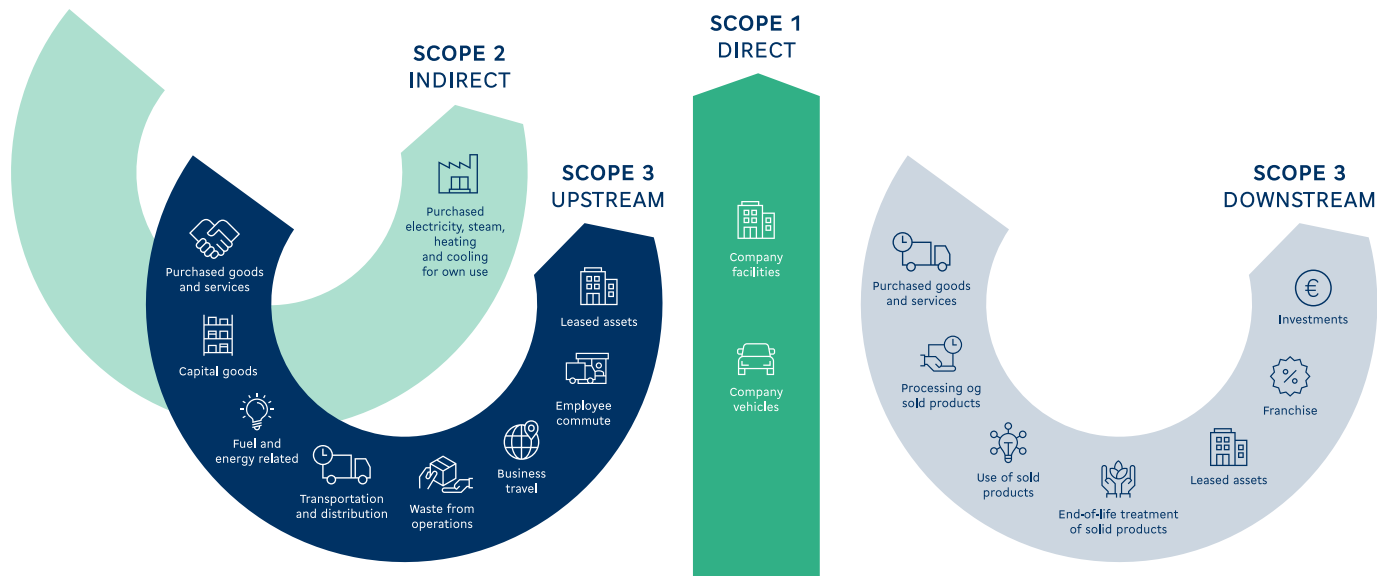 SCOPE 2
INDIRECT
Purchased
electricity, steam,
heating
and cooling
for own use
SCOPE 3
UPSTREAM
Purchased goods
and services
Capital goods
Fuel and
energy related
Transportation
and distribution
Waste from
operations
Business
travel
Employee
commute
Leased assets
SCOPE 1
DIRECT
Company
facilities
Company
vehicles
SCOPE 3
DOWNSTREAM
Purchased goods
and services
Processing og
sold products
Use of sold
products
End-of-life treatment
of solid products
Leased assets
%
Franchise
€
Investments